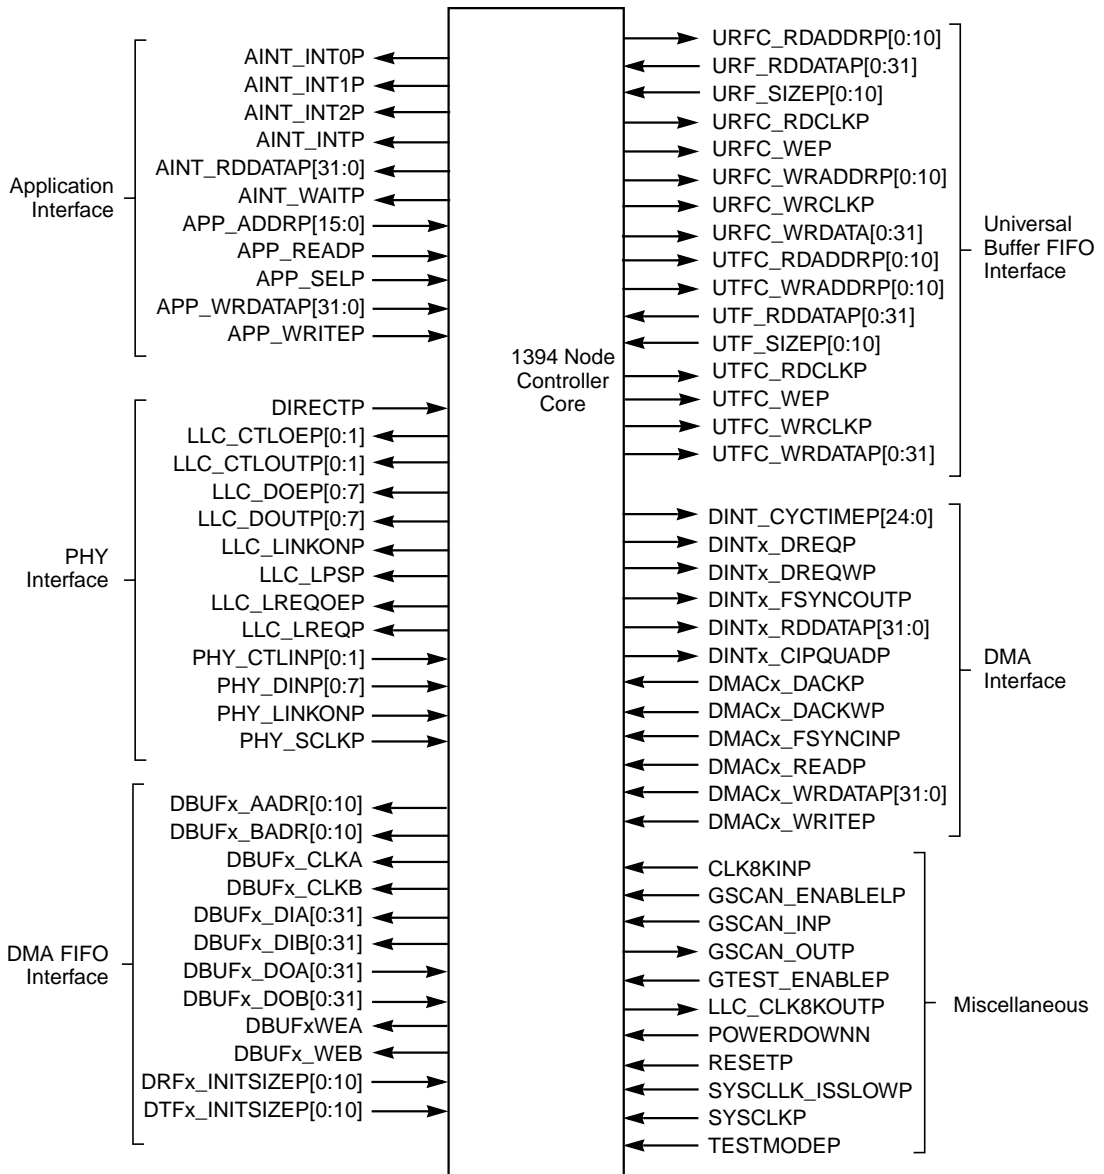 Application
Interface
AINT_INT0P
AINT_INT1P
AINT_INT2P
AINT_INTP
AINT_RDDATAP[31:0]
AINT_WAITP
APP_ADDRP[15:0]
APP_READP
APP_SELP
APP_WRDATAP[31:0]
APP_WRITEP
PHY
Interface
DIRECTP
LLC_CTLOEP[0:1]
LLC_CTLOUTP[0:1]
LLC_DOEP[0:7]
LLC_DOUTP[0:7]
LLC_LINKONP
LLC_LPSP
LLC_LREQOEP
LLC_LREQP
PHY_CTLINP[0:1]
PHY_DINP[0:7]
PHY_LINKONP
PHY_SCLKP
DMA FIFO
Interface
DBUFx_AADR[0:10]
DBUFx_BADR[0:10]
DBUFx_CLKA
DBUFx_CLKB
DBUFx_DIA[0:31]
DBUFx_DIB[0:31]
DBUFx_DOA[0:31]
DBUFx_DOB[0:31]
DBUFxWEA
DBUFx_WEB
DRFx_INITSIZEP[0:10]
DTFx_INITSIZEP[0:10]
1394 Node
Controller
Core
URFC_RDADDRP[0:10]
URF_RDDATAP[0:31]
URF_SIZEP[0:10]
URFC_RDCLKP
URFC_WEP
URFC_WRADDRP[0:10]
URFC_WRCLKP
URFC_WRDATA[0:31]
UTFC_RDADDRP[0:10]
UTFC_WRADDRP[0:10]
UTF_RDDATAP[0:31]
UTF_SIZEP[0:10]
UTFC_RDCLKP
UTFC_WEP
UTFC_WRCLKP
UTFC_WRDATAP[0:31]
Universal
Buffer FIFO
Interface
DINT_CYCTIMEP[24:0]
DINTx_DREQP
DINTx_DREQWP
DINTx_FSYNCOUTP
DINTx_RDDATAP[31:0]
DINTx_CIPQUADP
DMACx_DACKP
DMACx_DACKWP
DMACx_FSYNCINP
DMACx_READP
DMACx_WRDATAP[31:0]
DMACx_WRITEP
DMA
Interface
CLK8KINP
GSCAN_ENABLELP
GSCAN_INP
GSCAN_OUTP
GTEST_ENABLEP
LLC_CLK8KOUTP
POWERDOWNN
RESETP
SYSCLLK_ISSLOWP
SYSCLKP
TESTMODEP
Miscellaneous